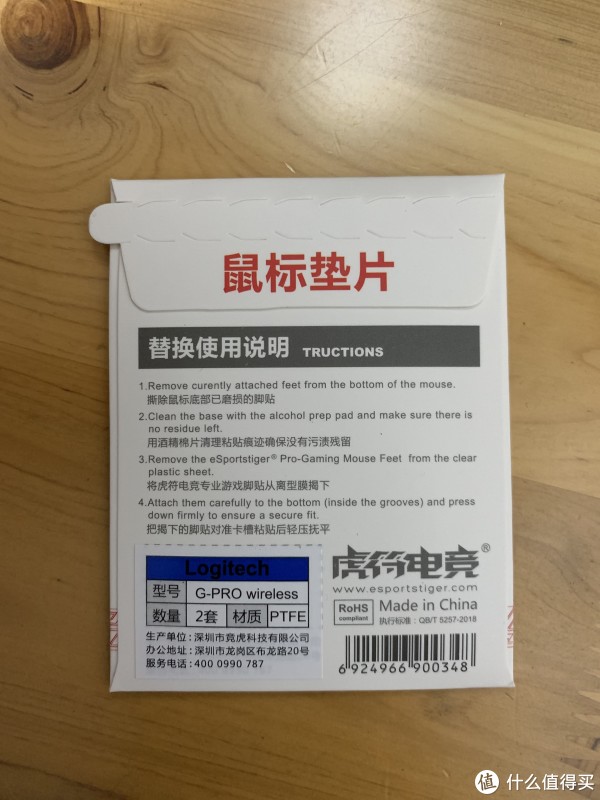 鼠标垫片
替换使用说明 TRUCTIONS
1.Remove curently attached feet from the bottom of the mouse.
撕除鼠标底部已磨损的脚贴
2.Clean the base with the alcohol prep pad and make sure there is
no residue left.
用酒精棉片清理粘贴痕迹确保没有污渍残留
3.Remove the eSportstiger® Pro-Gaming Mouse Feet from the clear
plastic sheet.
将虎符电竞专业游戏脚贴从离型膜揭下
4.Attach them carefully to the bottom (inside the grooves) and press
down firmly to ensure a secure fit.
把揭下的脚贴对准卡槽粘贴后轻压抚平
Logitech
型号 G-PRO wireless
数量 2套 材质 PTFE
生产单位:深圳市竞虎科技有限公司
办公地址:深圳市龙岗区布龙路20号
服务电话:400 0990 787
虎符电竞®
www.esportstiger.com
RoHS
compliant
Made in China
执行标准:QB/T 5257-2018
6924966900348
值 什么值得买